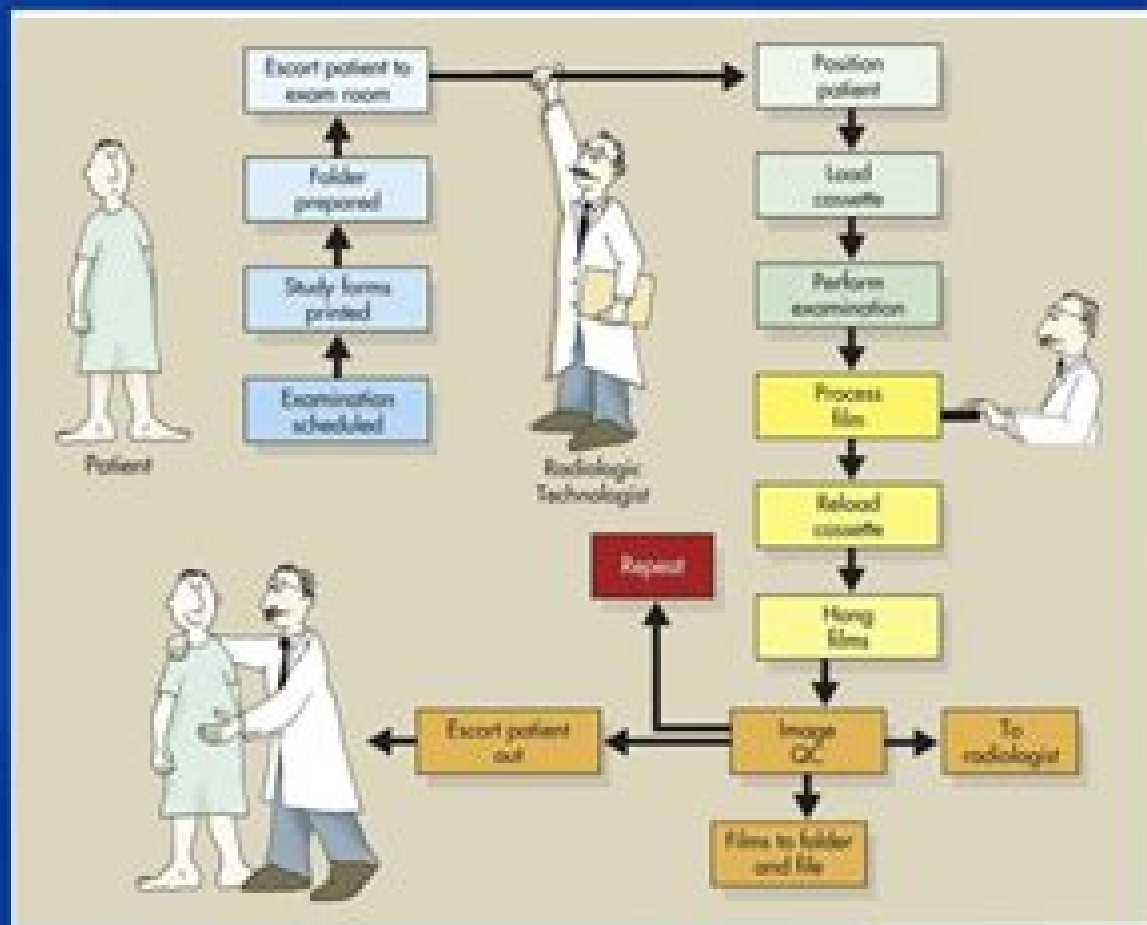 Escort patient to
exam room
Folder
prepared
Study forms
printed
Examination
scheduled
Patient
Radiologic
Technologist
Position
patient
Load
cassette
Perform
examination
Process
film
Reload
cassette
Hang
films
Repeat
Image
QC
To
radiologist
Escort patient
out
Films to folder
and file